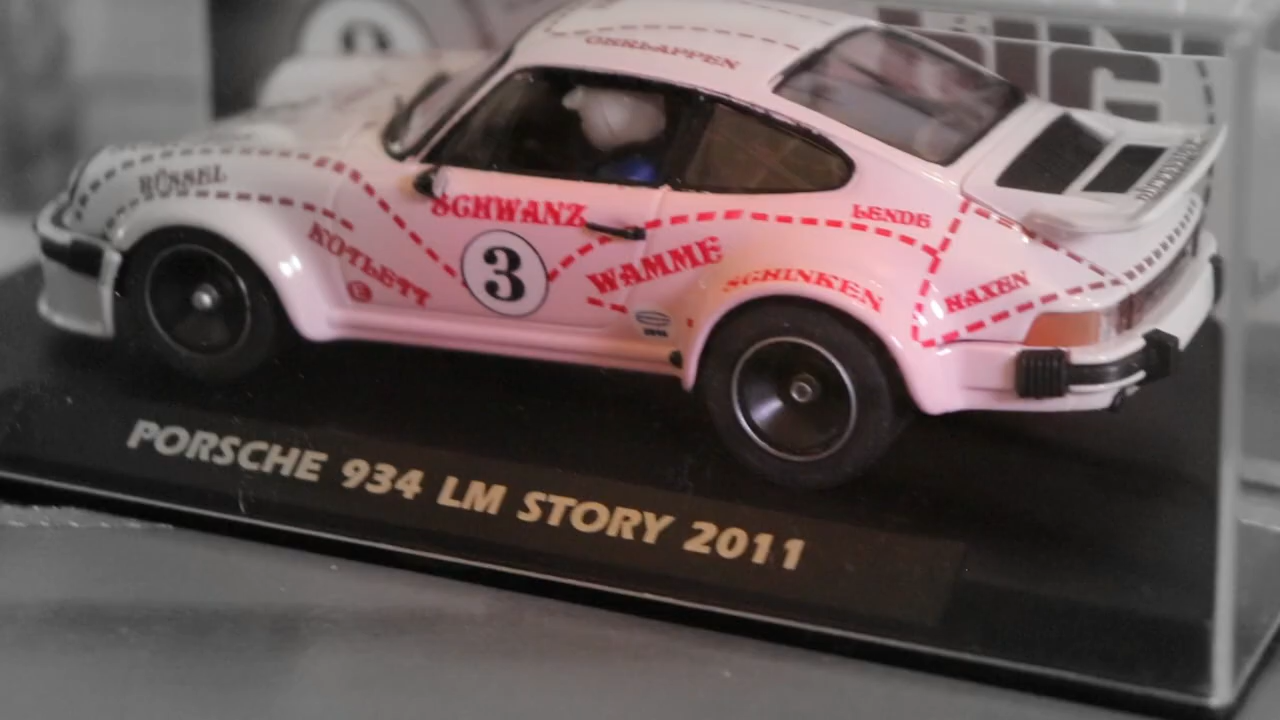 OHRLAPPEN
RÜSSEL
SCHWANZ
LENDE
KOTLETT
3
WAMME
SCHINKEN
HAXEN
PORSCHE 934 LM STORY 2011